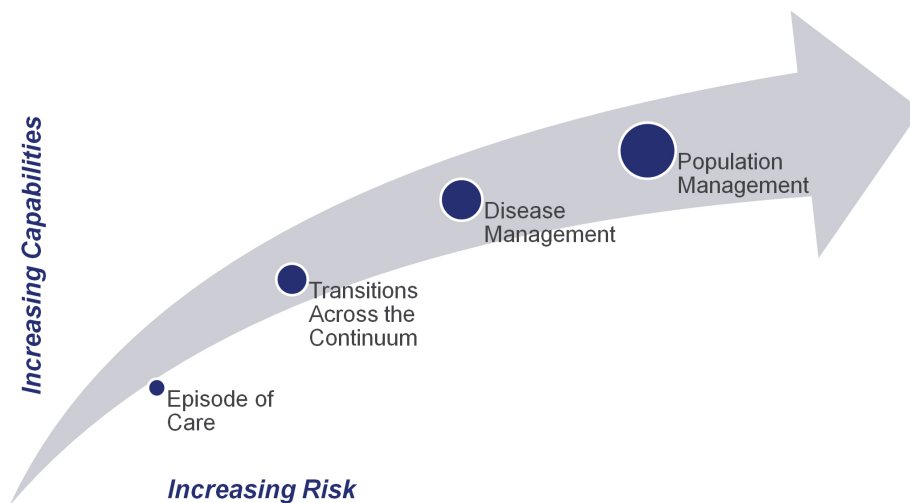 Increasing Capabilities
Population
Management
Disease
Management
Transitions
Across the
Continuum
Episode of
Care
Increasing Risk